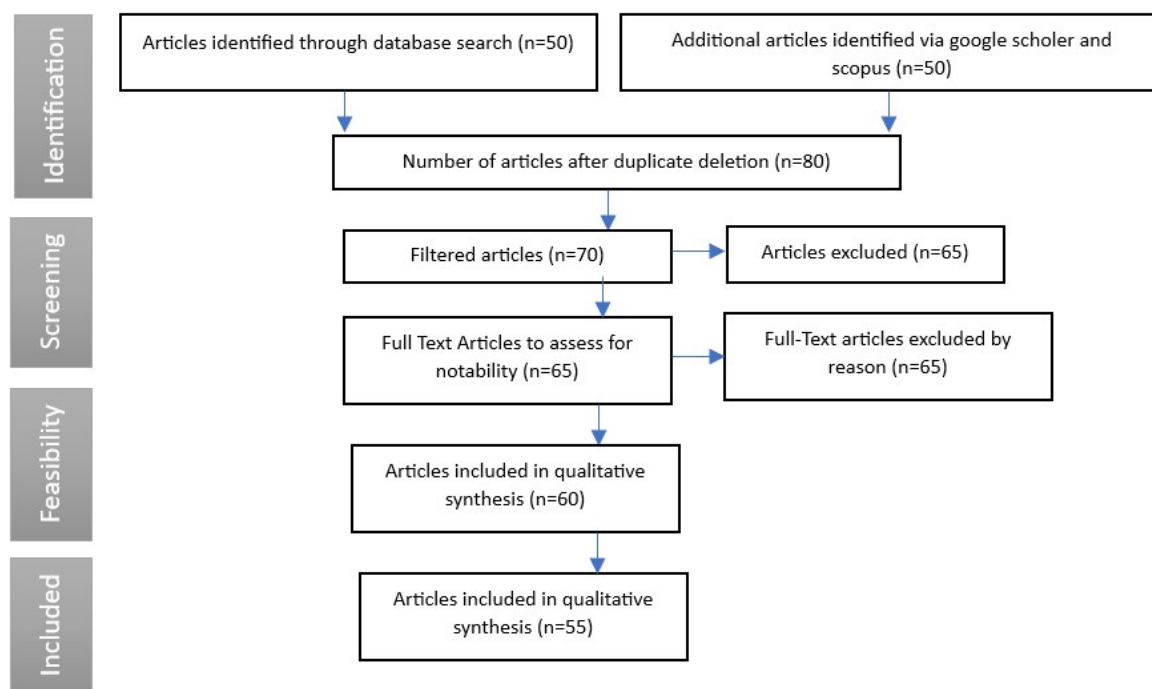 Identification
Articles identified through database search (n=50)
Additional articles identified via google scholer and
scopus (n=50)
Number of articles after duplicate deletion (n=80)
Screening
Filtered articles (n=70)
Articles excluded (n=65)
Full Text Articles to assess for
notability (n=65)
Full-Text articles excluded by
reason (n=65)
Feasibility
Articles included in qualitative
synthesis (n=60)
Included
Articles included in qualitative
synthesis (n=55)